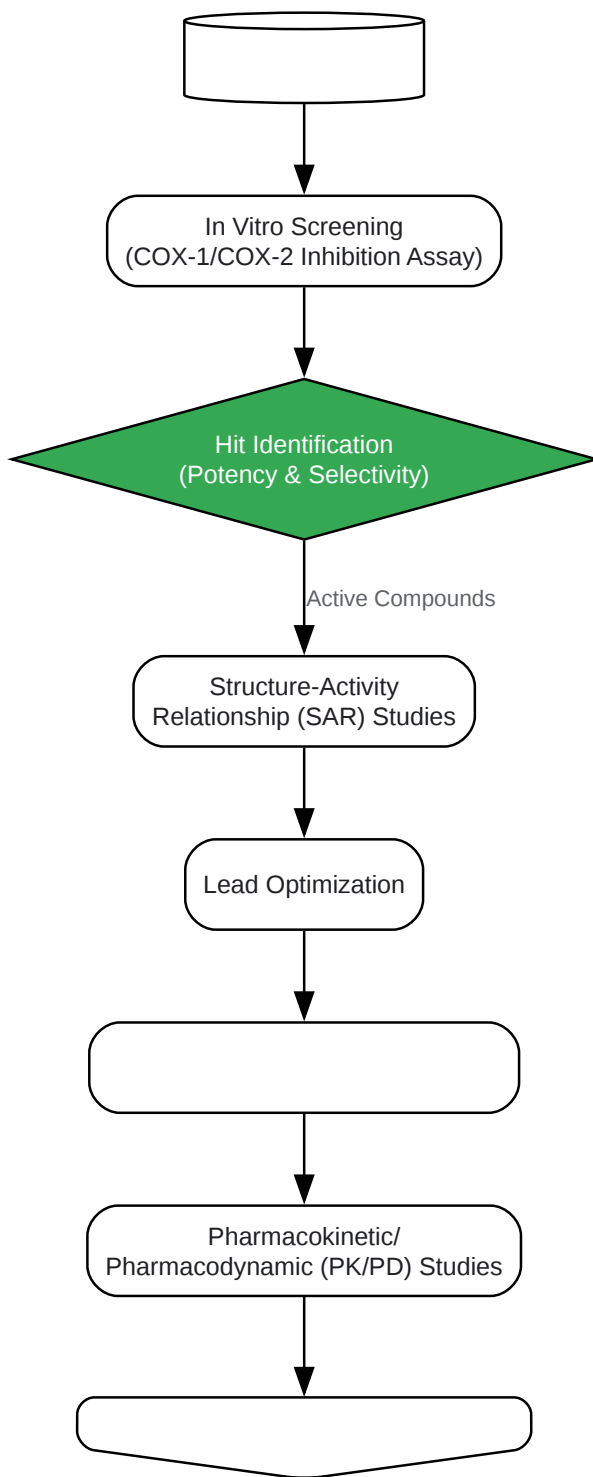 In Vitro Screening
(COX-1/COX-2 Inhibition Assay)
Hit Identification
(Potency & Selectivity)
Active Compounds
Structure-Activity
Relationship (SAR) Studies
Lead Optimization
Pharmacokinetic/
Pharmacodynamic (PK/PD) Studies